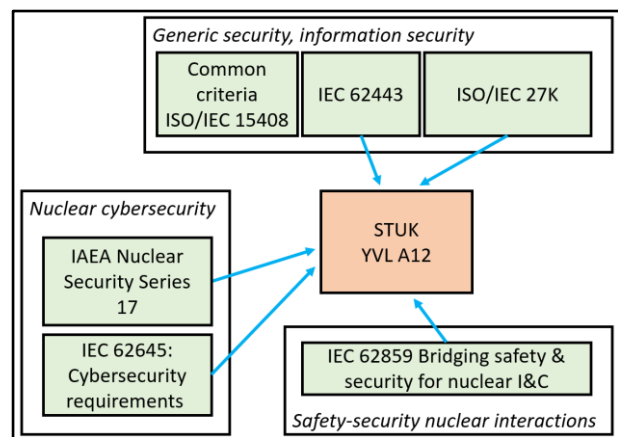 Generic security, information security
Common
criteria
ISO/IEC 15408
IEC 62443
ISO/IEC 27K
Nuclear cybersecurity
IAEA Nuclear
Security Series
17
IEC 62645:
Cybersecurity
requirements
STUK
YVL A12
IEC 62859 Bridging safety &
security for nuclear I&C
Safety-security nuclear interactions